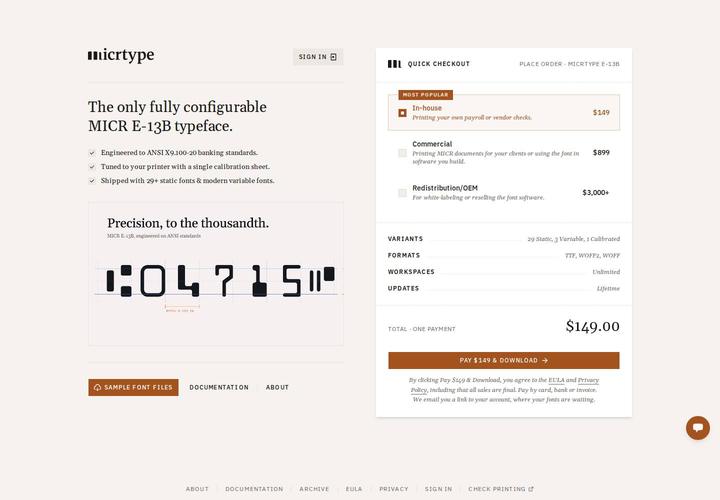 micrtype
SIGN IN
The only fully configurable
MICR E-13B typeface.
Engineered to ANSI X9.100-20 banking standards.
Tuned to your printer with a single calibration sheet.
Shipped with 29+ static fonts & modern variable fonts.
Precision, to the thousandth.
MICR E-13B, engineered on ANSI standards
SAMPLE FONT FILES
DOCUMENTATION
ABOUT
QUICK CHECKOUT
PLACE ORDER · MICRTYPE E-13B
MOST POPULAR
In-house
Printing your own payroll or vendor checks.
$149
Commercial
Printing MICR documents for your clients or using the font in
software you build.
$899
Redistribution/OEM
For white-labeling or reselling the font software.
$3,000+
VARIANTS 29 Static, 3 Variable, 1 Calibrated
FORMATS TTF, WOFF2, WOFF
WORKSPACES Unlimited
UPDATES Lifetime
TOTAL · ONE PAYMENT $149.00
PAY $149 & DOWNLOAD →
By clicking Pay $149 & Download, you agree to the EULA and Privacy
Policy, including that all sales are final. Pay by card, bank or invoice.
We email you a link to your account, where your fonts are waiting.
ABOUT DOCUMENTATION ARCHIVE EULA PRIVACY SIGN IN CHECK PRINTING